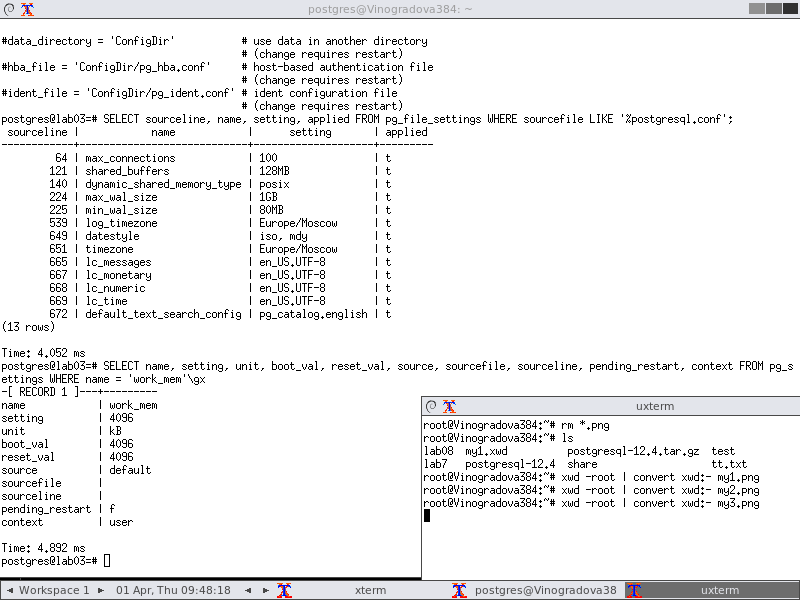 postgres@Vinogradova384: ~
#data_directory = 'ConfigDir'          # use data in another directory
                                     # (change requires restart)
#hba_file = 'ConfigDir/pg_hba.conf'     # host-based authentication file
                                     # (change requires restart)
#ident_file = 'ConfigDir/pg_ident.conf' # ident configuration file
                                     # (change requires restart)
postgres@lab03=# SELECT sourceline, name, setting, applied FROM pg_file_settings WHERE sourcefile LIKE '%postgresql.conf';
 sourceline |            name            |      setting       | applied
------------+----------------------------+--------------------+---------
         64 | max_connections            | 100                | t
        121 | shared_buffers             | 128MB              | t
        140 | dynamic_shared_memory_type | posix              | t
        224 | max_wal_size               | 1GB                | t
        225 | min_wal_size               | 80MB               | t
        539 | log_timezone               | Europe/Moscow      | t
        649 | datestyle                  | iso, mdy           | t
        651 | timezone                   | Europe/Moscow      | t
        665 | lc_messages                | en_US.UTF-8        | t
        667 | lc_monetary                | en_US.UTF-8        | t
        668 | lc_numeric                 | en_US.UTF-8        | t
        669 | lc_time                    | en_US.UTF-8        | t
        672 | default_text_search_config | pg_catalog.english | t
(13 rows)
Time: 4.052 ms
postgres@lab03=# SELECT name, setting, unit, boot_val, reset_val, source, sourcefile, sourceline, pending_restart, context FROM pg_s
ettings WHERE name = 'work_mem'\gx
-[ RECORD 1 ]---+---------
name            | work_mem
setting         | 4096
unit            | kB
boot_val        | 4096
reset_val       | 4096
source          | default
sourcefile      |
sourceline      |
pending_restart | f
context         | user
Time: 4.892 ms
postgres@lab03=#
uxterm
root@Vinogradova384:~# rm *.png
root@Vinogradova384:~# ls
lab08  my1.xwd         postgresql-12.4.tar.gz  test
lab7   postgresql-12.4  share                   tt.txt
root@Vinogradova384:~# xwd -root | convert xwd:- my1.png
root@Vinogradova384:~# xwd -root | convert xwd:- my2.png
root@Vinogradova384:~# xwd -root | convert xwd:- my3.png
Workspace 1 01 Apr, Thu 09:48:18 xterm postgres@Vinogradova38 uxterm